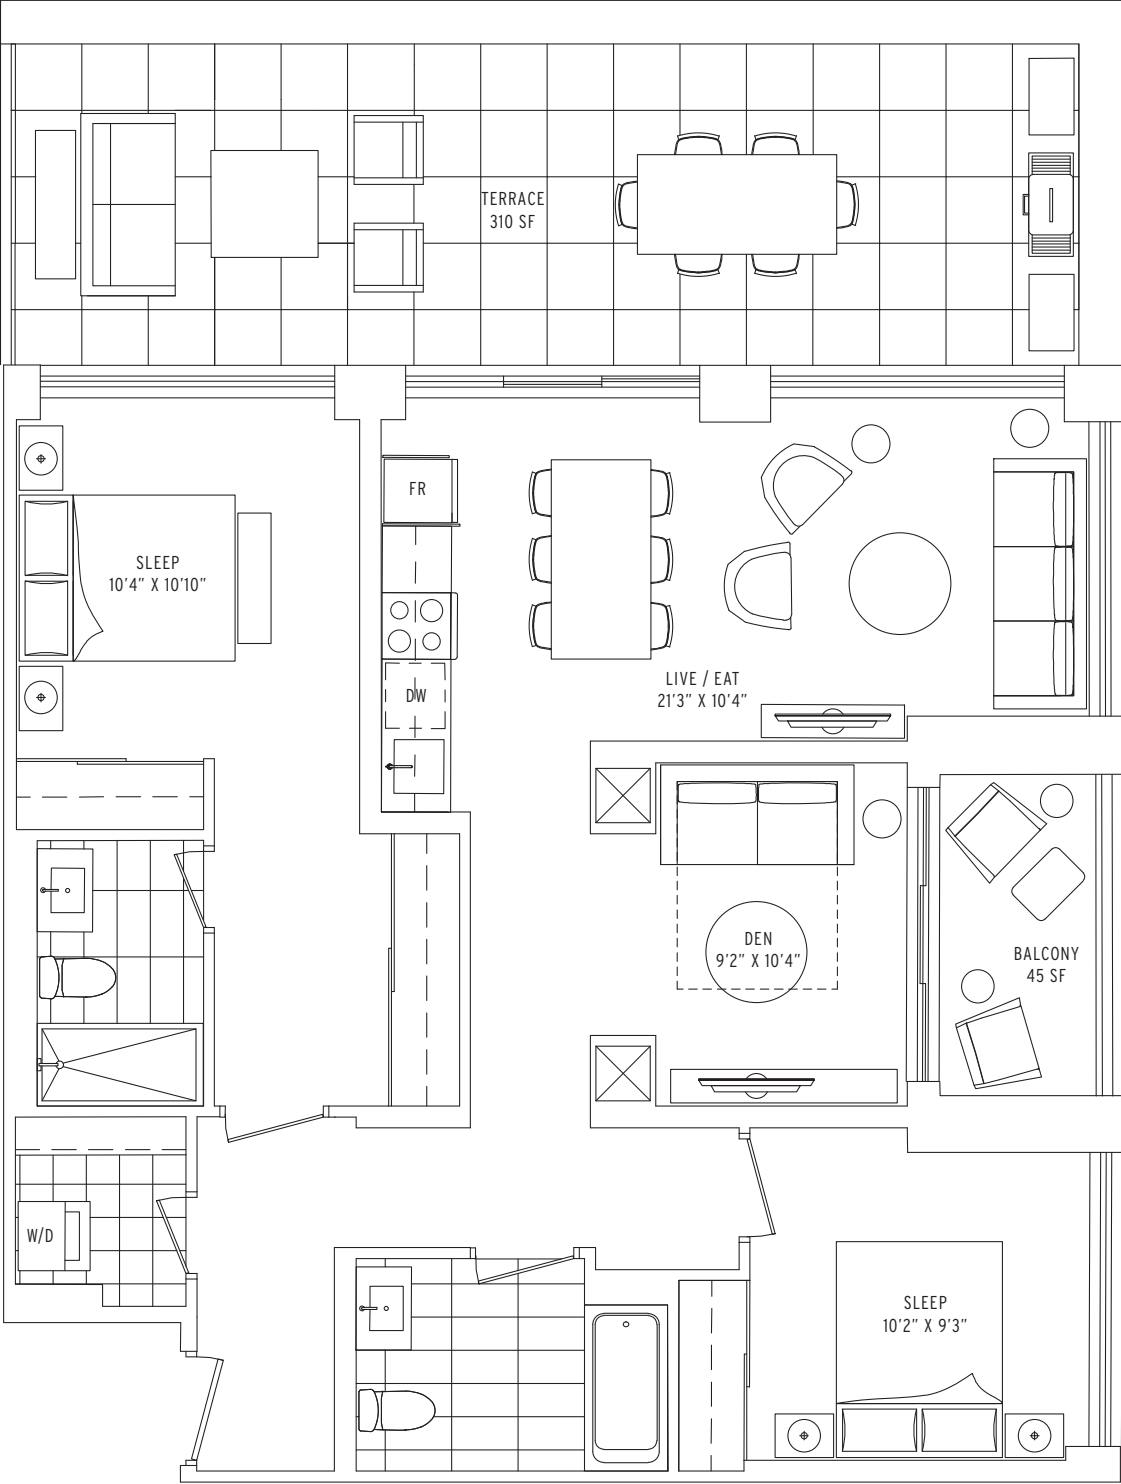 TERRACE
310 SF
FR
SLEEP
10'4" X 10'10"
LIVE / EAT
21'3" X 10'4"
DW
DEN
9'2" X 10'4"
BALCONY
45 SF
W/D
SLEEP
10'2" X 9'3"